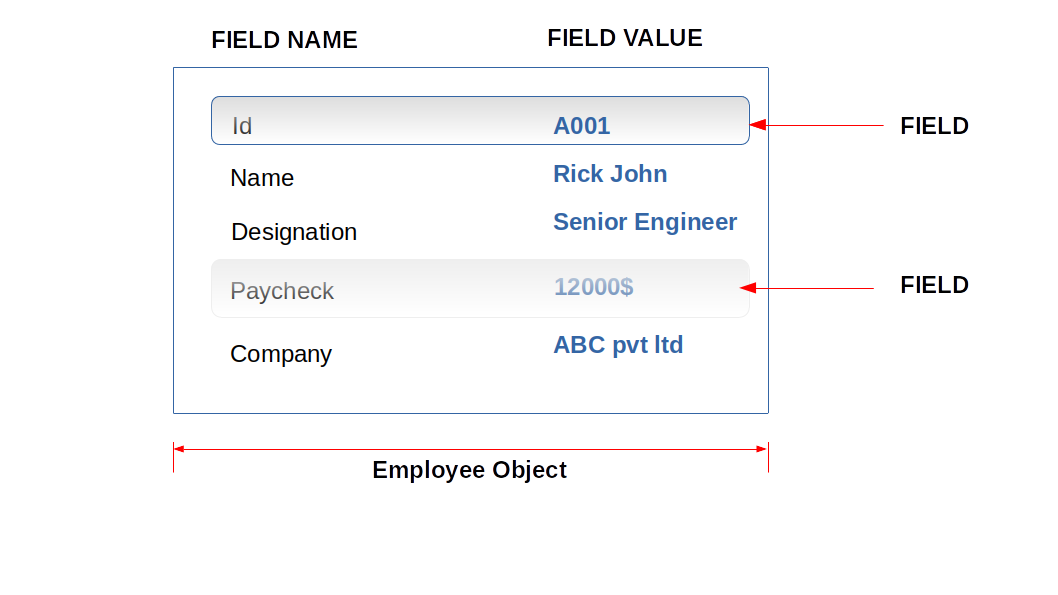 FIELD NAME FIELD VALUE
Id A001 FIELD
Name Rick John
Designation Senior Engineer
Paycheck 12000$ FIELD
Company ABC pvt ltd
Employee Object